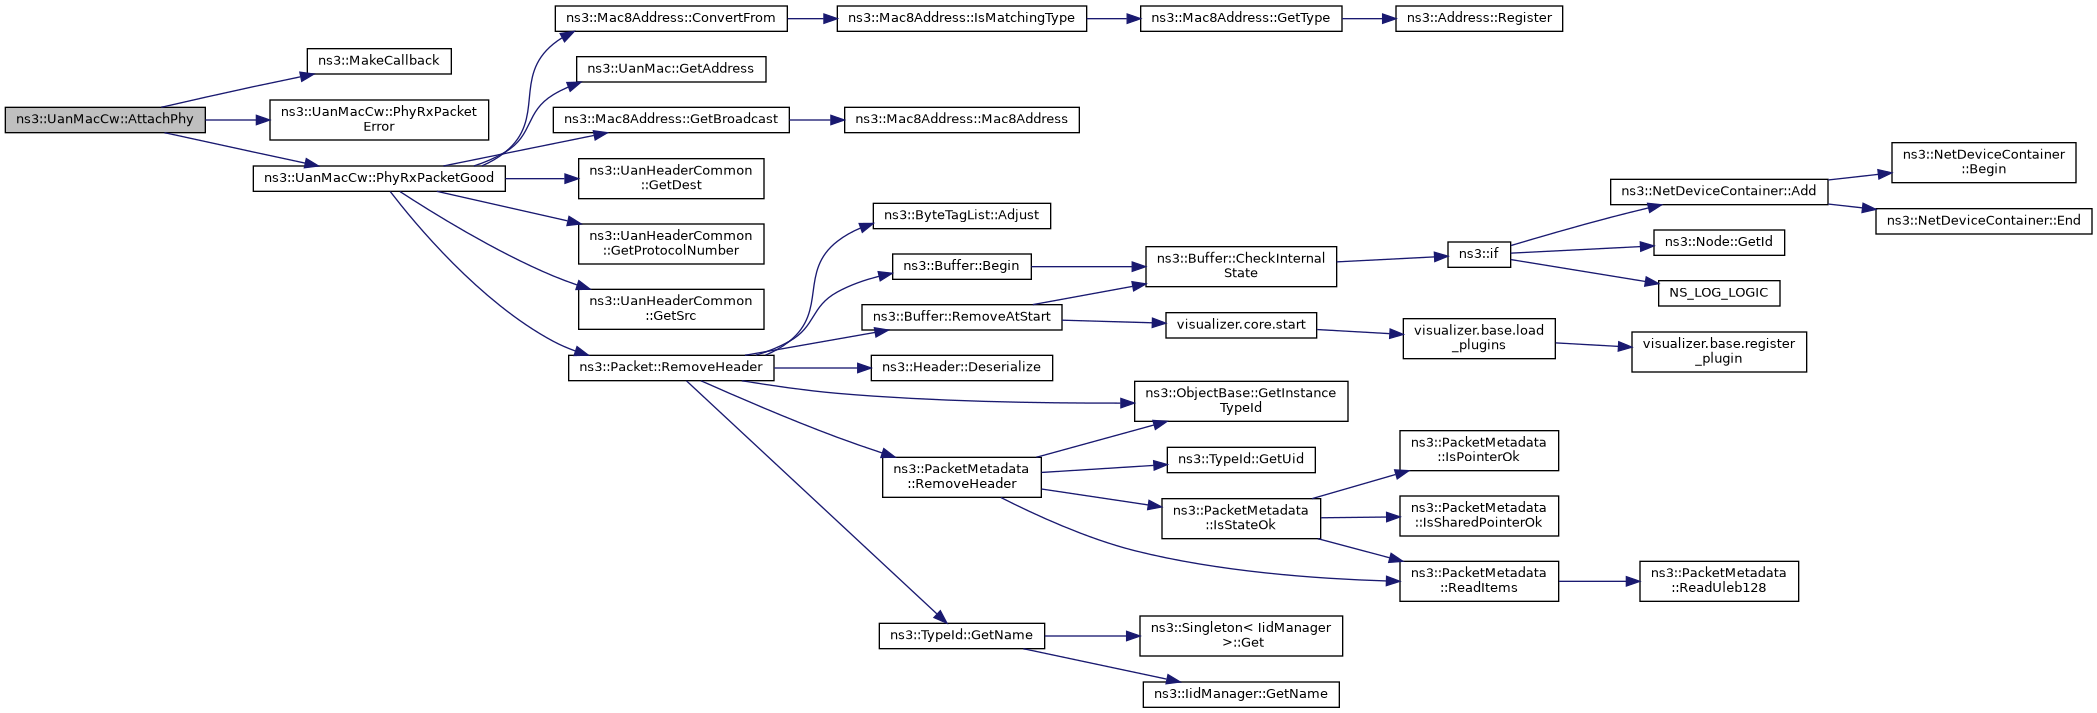 ns3::UanMacCw::AttachPhy
ns3::MakeCallback
ns3::UanMacCw::PhyRxPacket
Error
ns3::UanMacCw::PhyRxPacketGood
ns3::Mac8Address::ConvertFrom
ns3::Mac8Address::IsMatchingType
ns3::Mac8Address::GetType
ns3::Address::Register
ns3::UanMac::GetAddress
ns3::Mac8Address::GetBroadcast
ns3::Mac8Address::Mac8Address
ns3::UanHeaderCommon
::GetDest
ns3::UanHeaderCommon
::GetProtocolNumber
ns3::UanHeaderCommon
::GetSrc
ns3::Packet::RemoveHeader
ns3::ByteTagList::Adjust
ns3::Buffer::Begin
ns3::Buffer::CheckInternal
State
ns3::if
ns3::NetDeviceContainer::Add
ns3::NetDeviceContainer
::Begin
ns3::NetDeviceContainer::End
ns3::Node::GetId
NS_LOG_LOGIC
ns3::Buffer::RemoveAtStart
visualizer.core.start
visualizer.base.load
_plugins
visualizer.base.register
_plugin
ns3::Header::Deserialize
ns3::ObjectBase::GetInstance
TypeId
ns3::PacketMetadata
::RemoveHeader
ns3::TypeId::GetUid
ns3::PacketMetadata
::IsStateOk
ns3::PacketMetadata
::IsPointerOk
ns3::PacketMetadata
::IsSharedPointerOk
ns3::PacketMetadata
::ReadItems
ns3::PacketMetadata
::ReadUleb128
ns3::TypeId::GetName
ns3::Singleton< IidManager
>::Get
ns3::IidManager::GetName